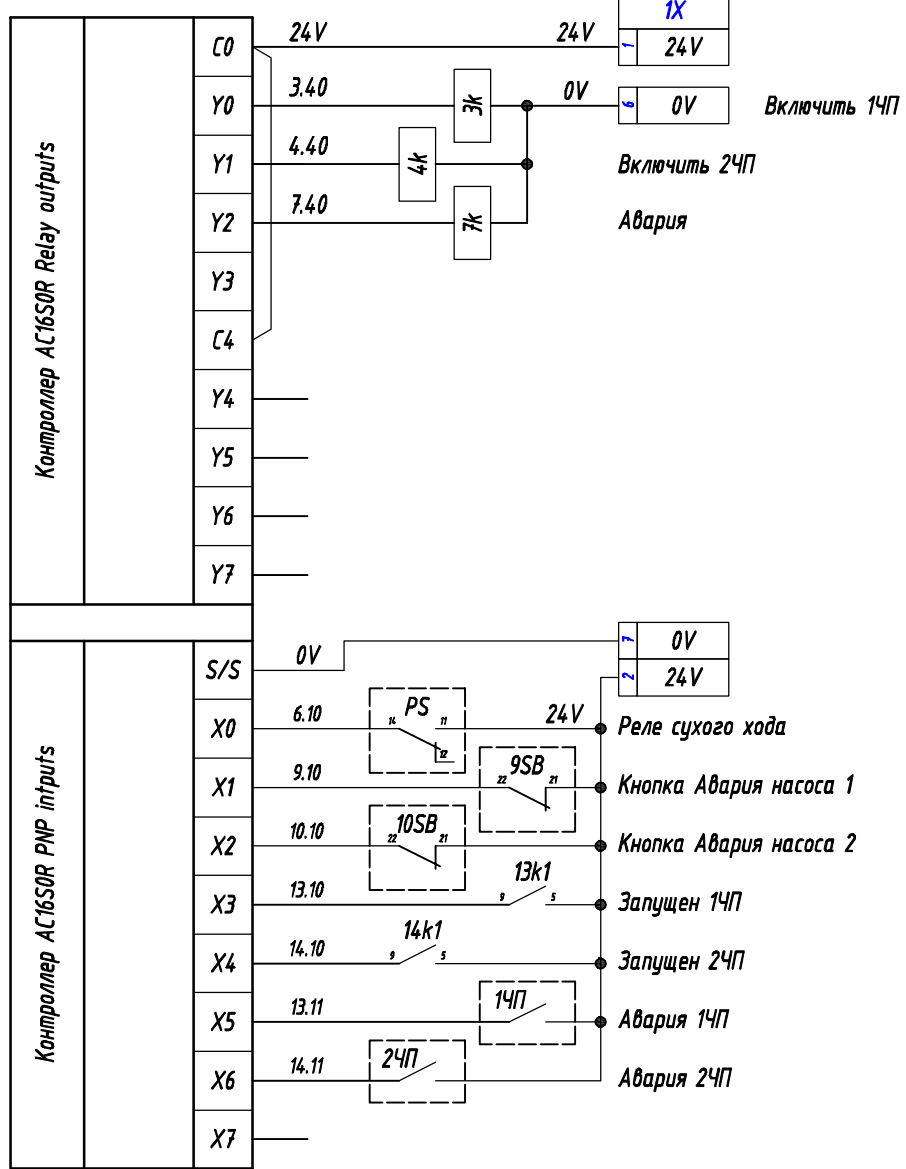 1X
C0 24V 24V 1 24V
Y0 3.40 3k 0V 6 0V Включить 1ЧП
Y1 4.40 4k Включить 2ЧП
Y2 7.40 7k Авария
Y3
C4
Y4
Y5
Y6
Y7
Контроллер AC16S0R Relay outputs
7 0V
S/S 0V 2 24V
X0 6.10 PS 14 11 12 24V Реле сухого хода
X1 9.10 9SB 22 21 Кнопка Авария насоса 1
X2 10.10 10SB 22 21 Кнопка Авария насоса 2
X3 13.10 13k1 9 5 Запущен 1ЧП
X4 14.10 14k1 9 5 Запущен 2ЧП
X5 13.11 1ЧП Авария 1ЧП
X6 14.11 2ЧП Авария 2ЧП
X7
Контроллер AC16S0R PNP intputs